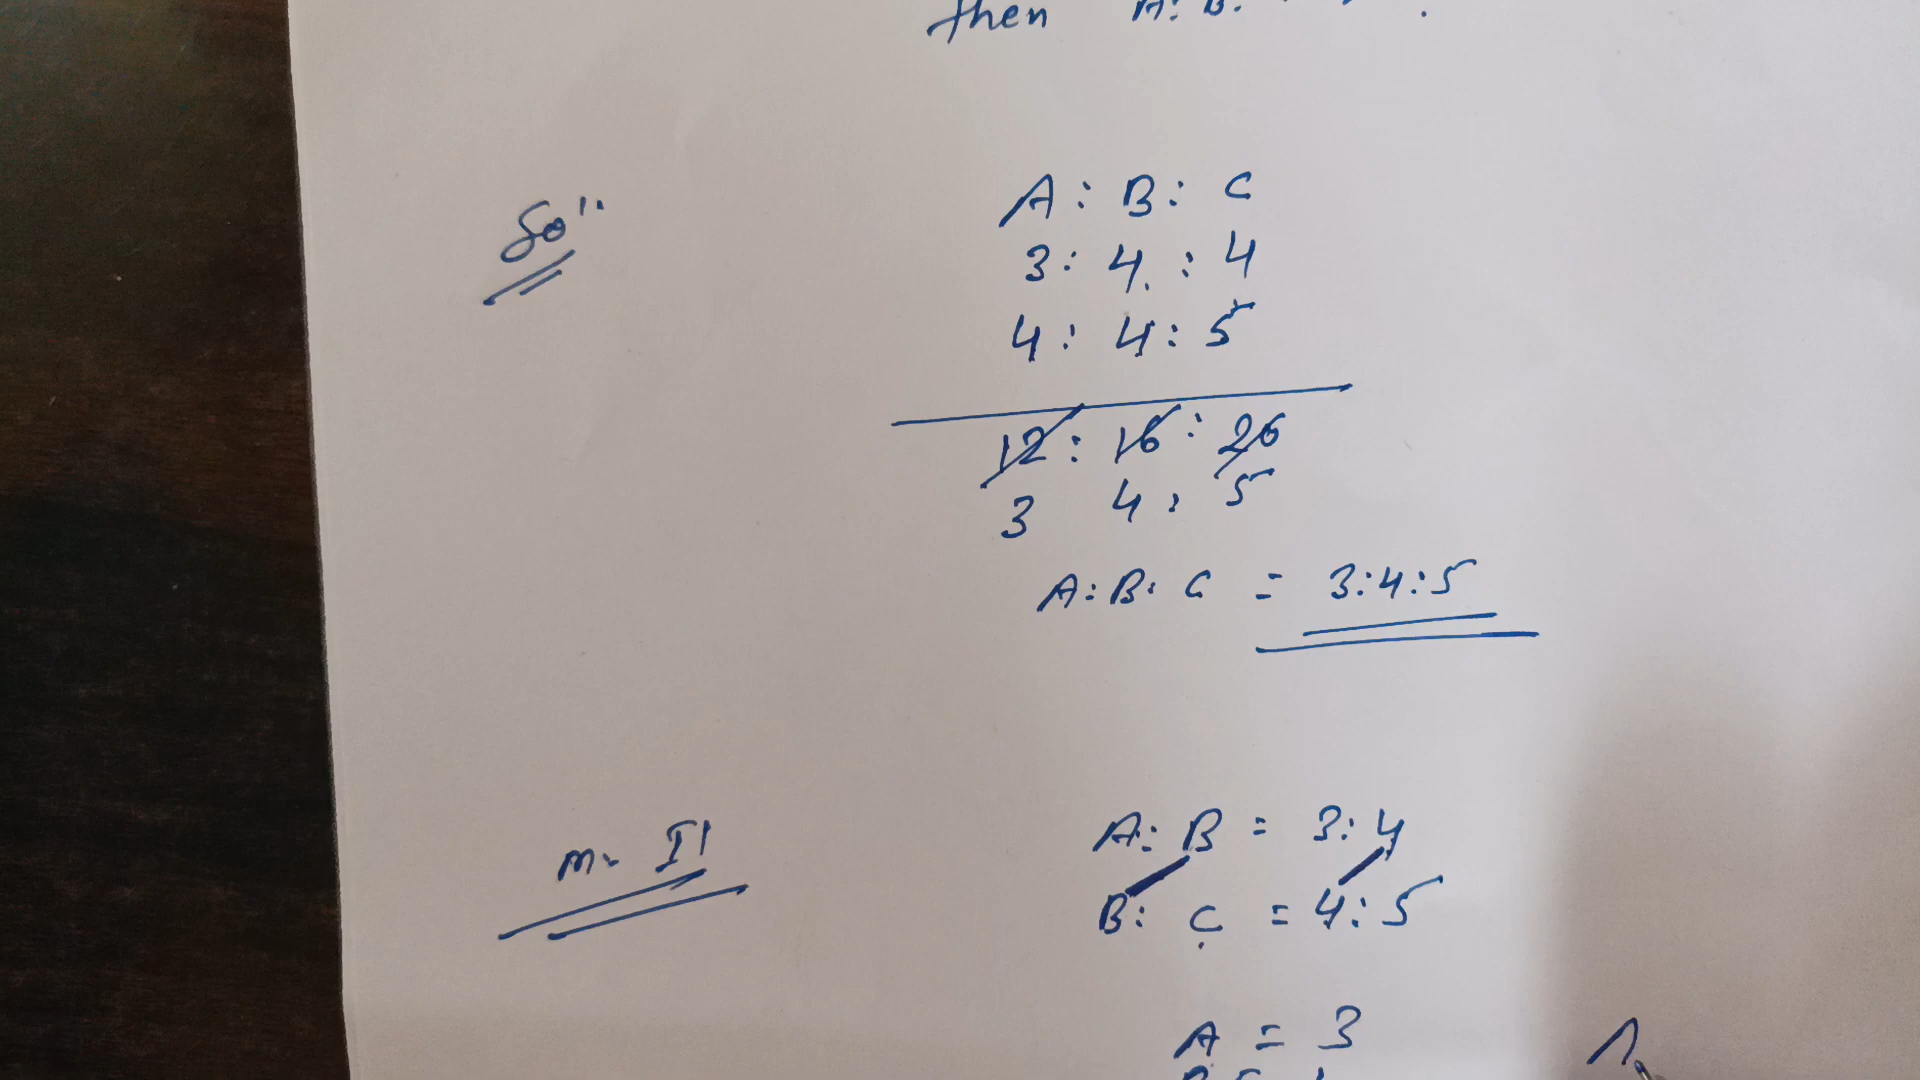 then A: B:
Sol".
A : B : C
3 : 4 : 4
4 : 4 : 5
12 : 16 : 20
3 4 : 5
A : B : C = 3:4:5
m- II
A : B = 3:4
B : C = 4:5
A = 3